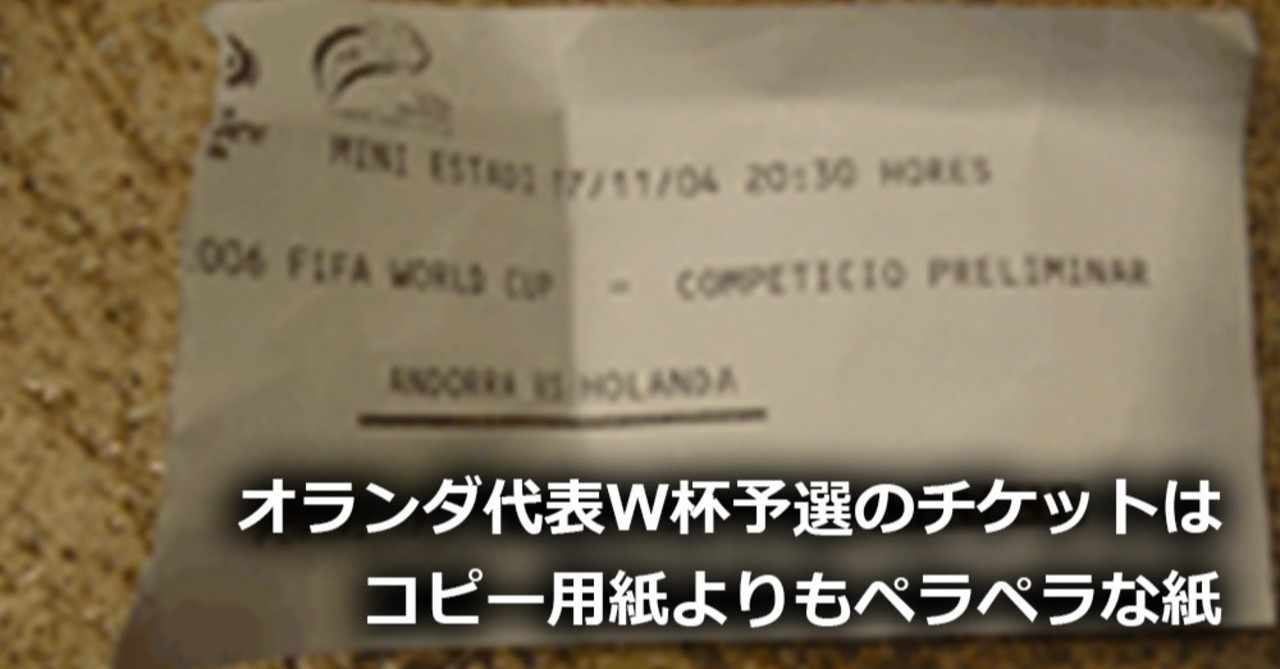 MINI ESTADI 17/11/04 20:30 HORES
006 FIFA WORLD CUP - COMPETICIO PRELIMINAR
ANDORRA VS HOLANDA
オランダ代表W杯予選のチケットは
コピー用紙よりもペラペラな紙